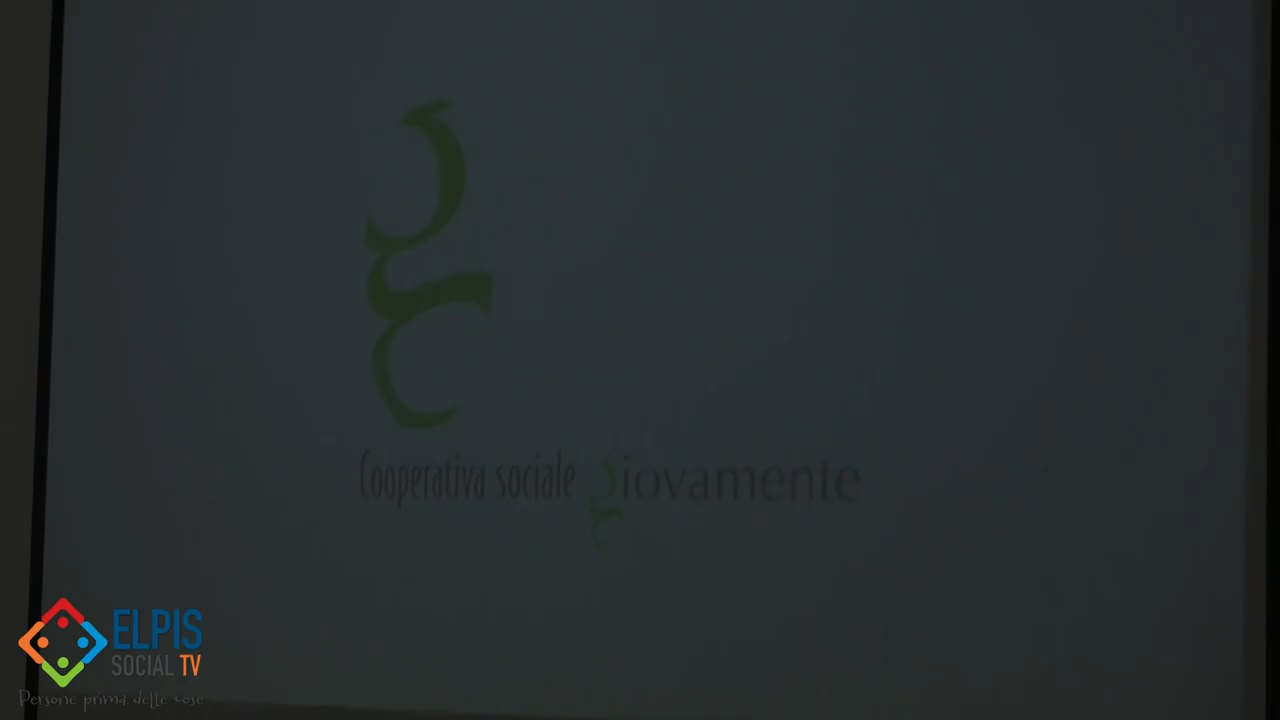 Cooperativa sociale giovamente
ELPIS
SOCIAL TV
Persone prima delle cose